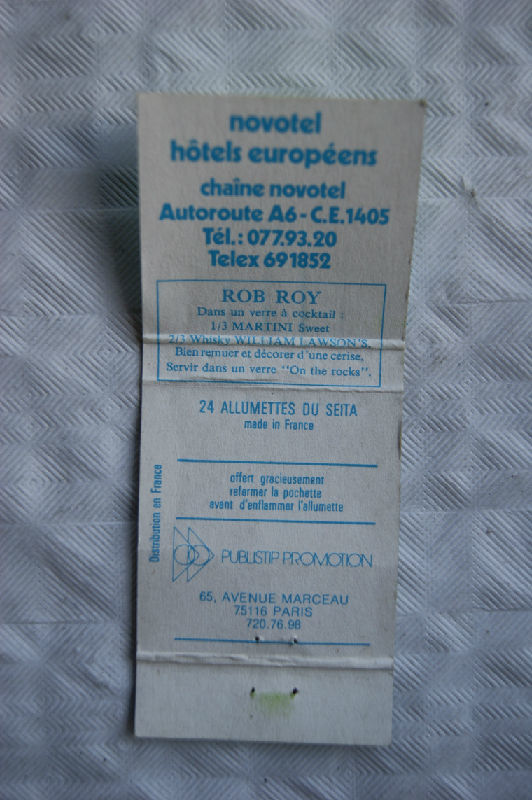 novotel
hôtels européens
chaîne novotel
Autoroute A6 - C.E.1405
Tél.: 077.93.20
Telex 691852
ROB ROY
Dans un verre à cocktail :
1/3 MARTINI Sweet
2/3 Whisky WILLIAM LAWSON'S.
Bien remuer et décorer d'une cerise.
Servir dans un verre "On the rocks".
24 ALLUMETTES DU SEITA
made in France
Distribution en France
offert gracieusement
refermer la pochette
avant d'enflammer l'allumette
PUBLISTIP PROMOTION
65, AVENUE MARCEAU
75116 PARIS
720.76.98